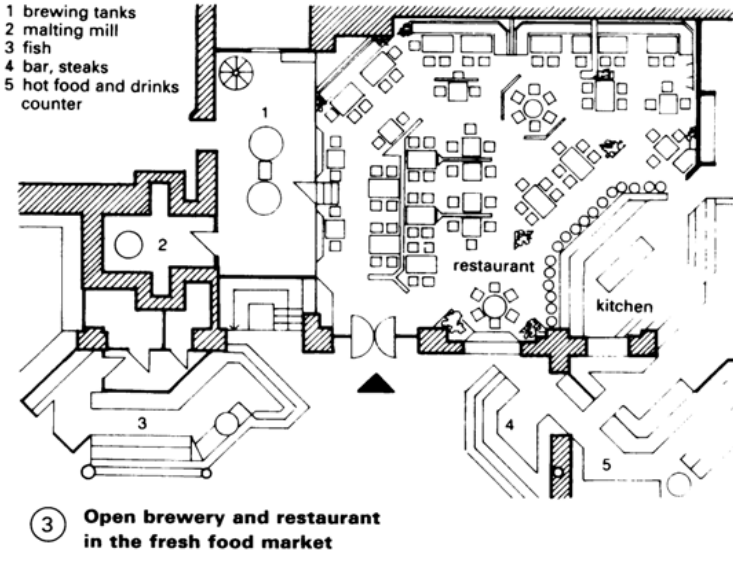 1 brewing tanks
2 malting mill
3 fish
4 bar, steaks
5 hot food and drinks
counter
1
2
restaurant
kitchen
3
4
5
3 Open brewery and restaurant
in the fresh food market